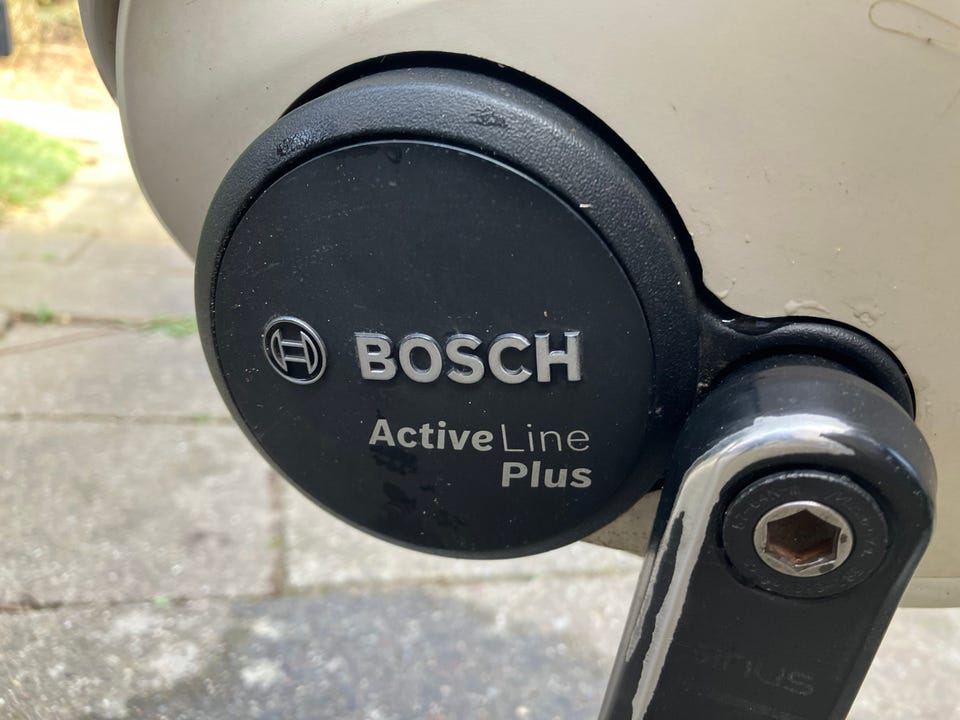 BOSCH
Active Line
Plus